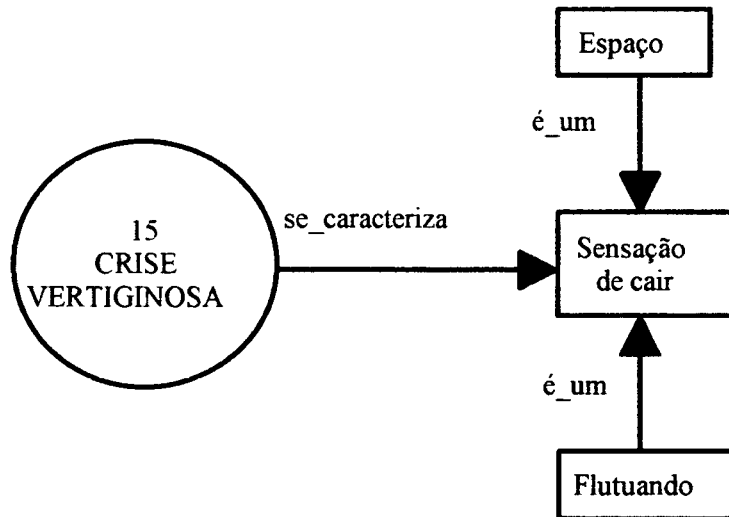 Espaço
é_um
15
CRISE
VERTIGINOSA
se_caracteriza
Sensação
de cair
é_um
Flutuando